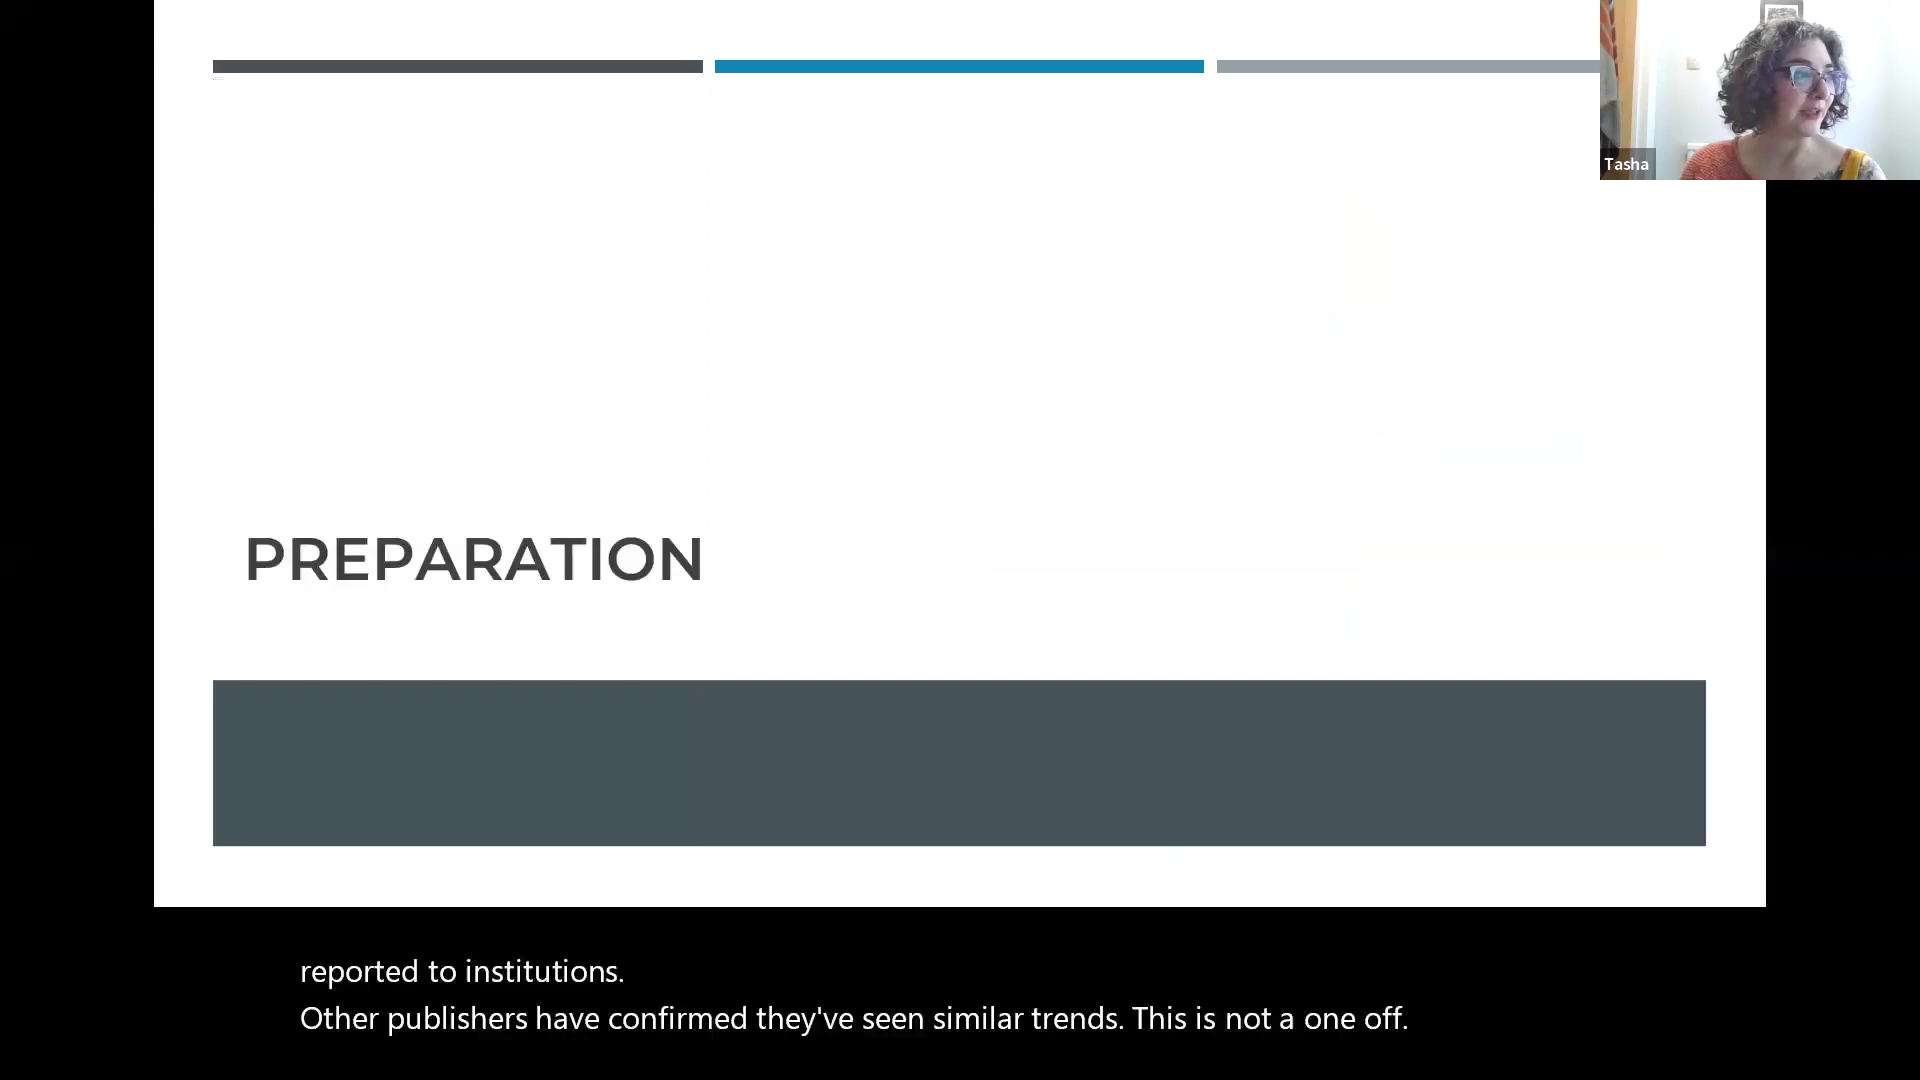 Tasha
PREPARATION
reported to institutions.
Other publishers have confirmed they've seen similar trends. This is not a one off.